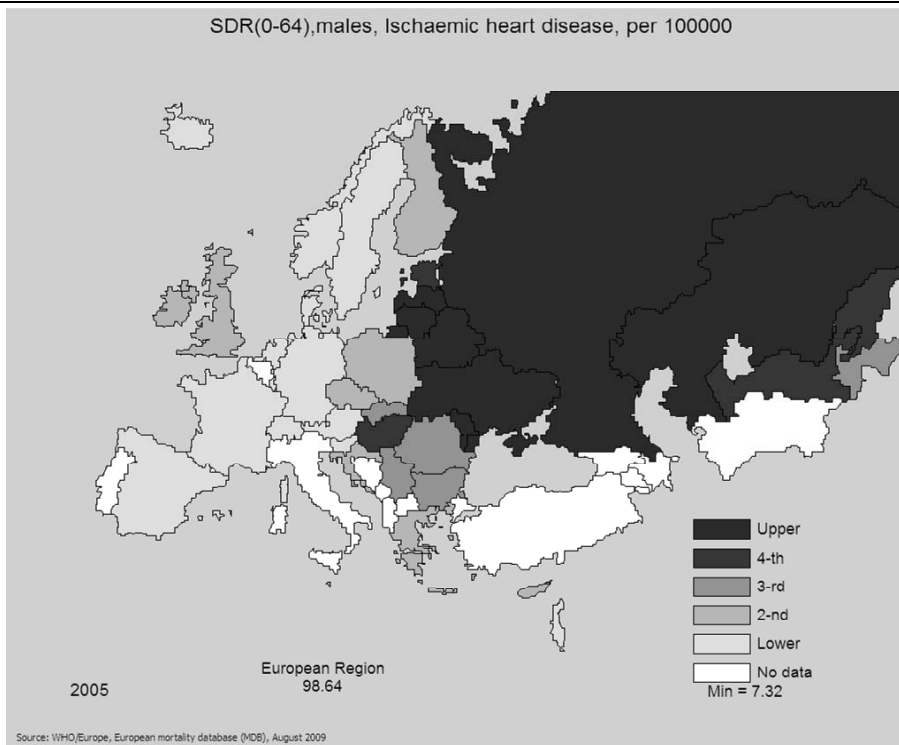 SDR(0-64),males, Ischaemic heart disease, per 100000
Upper
4-th
3-rd
2-nd
Lower
No data
Min = 7.32
European Region
98.64
2005
Source: WHO/Europe, European mortality database (MDB), August 2009